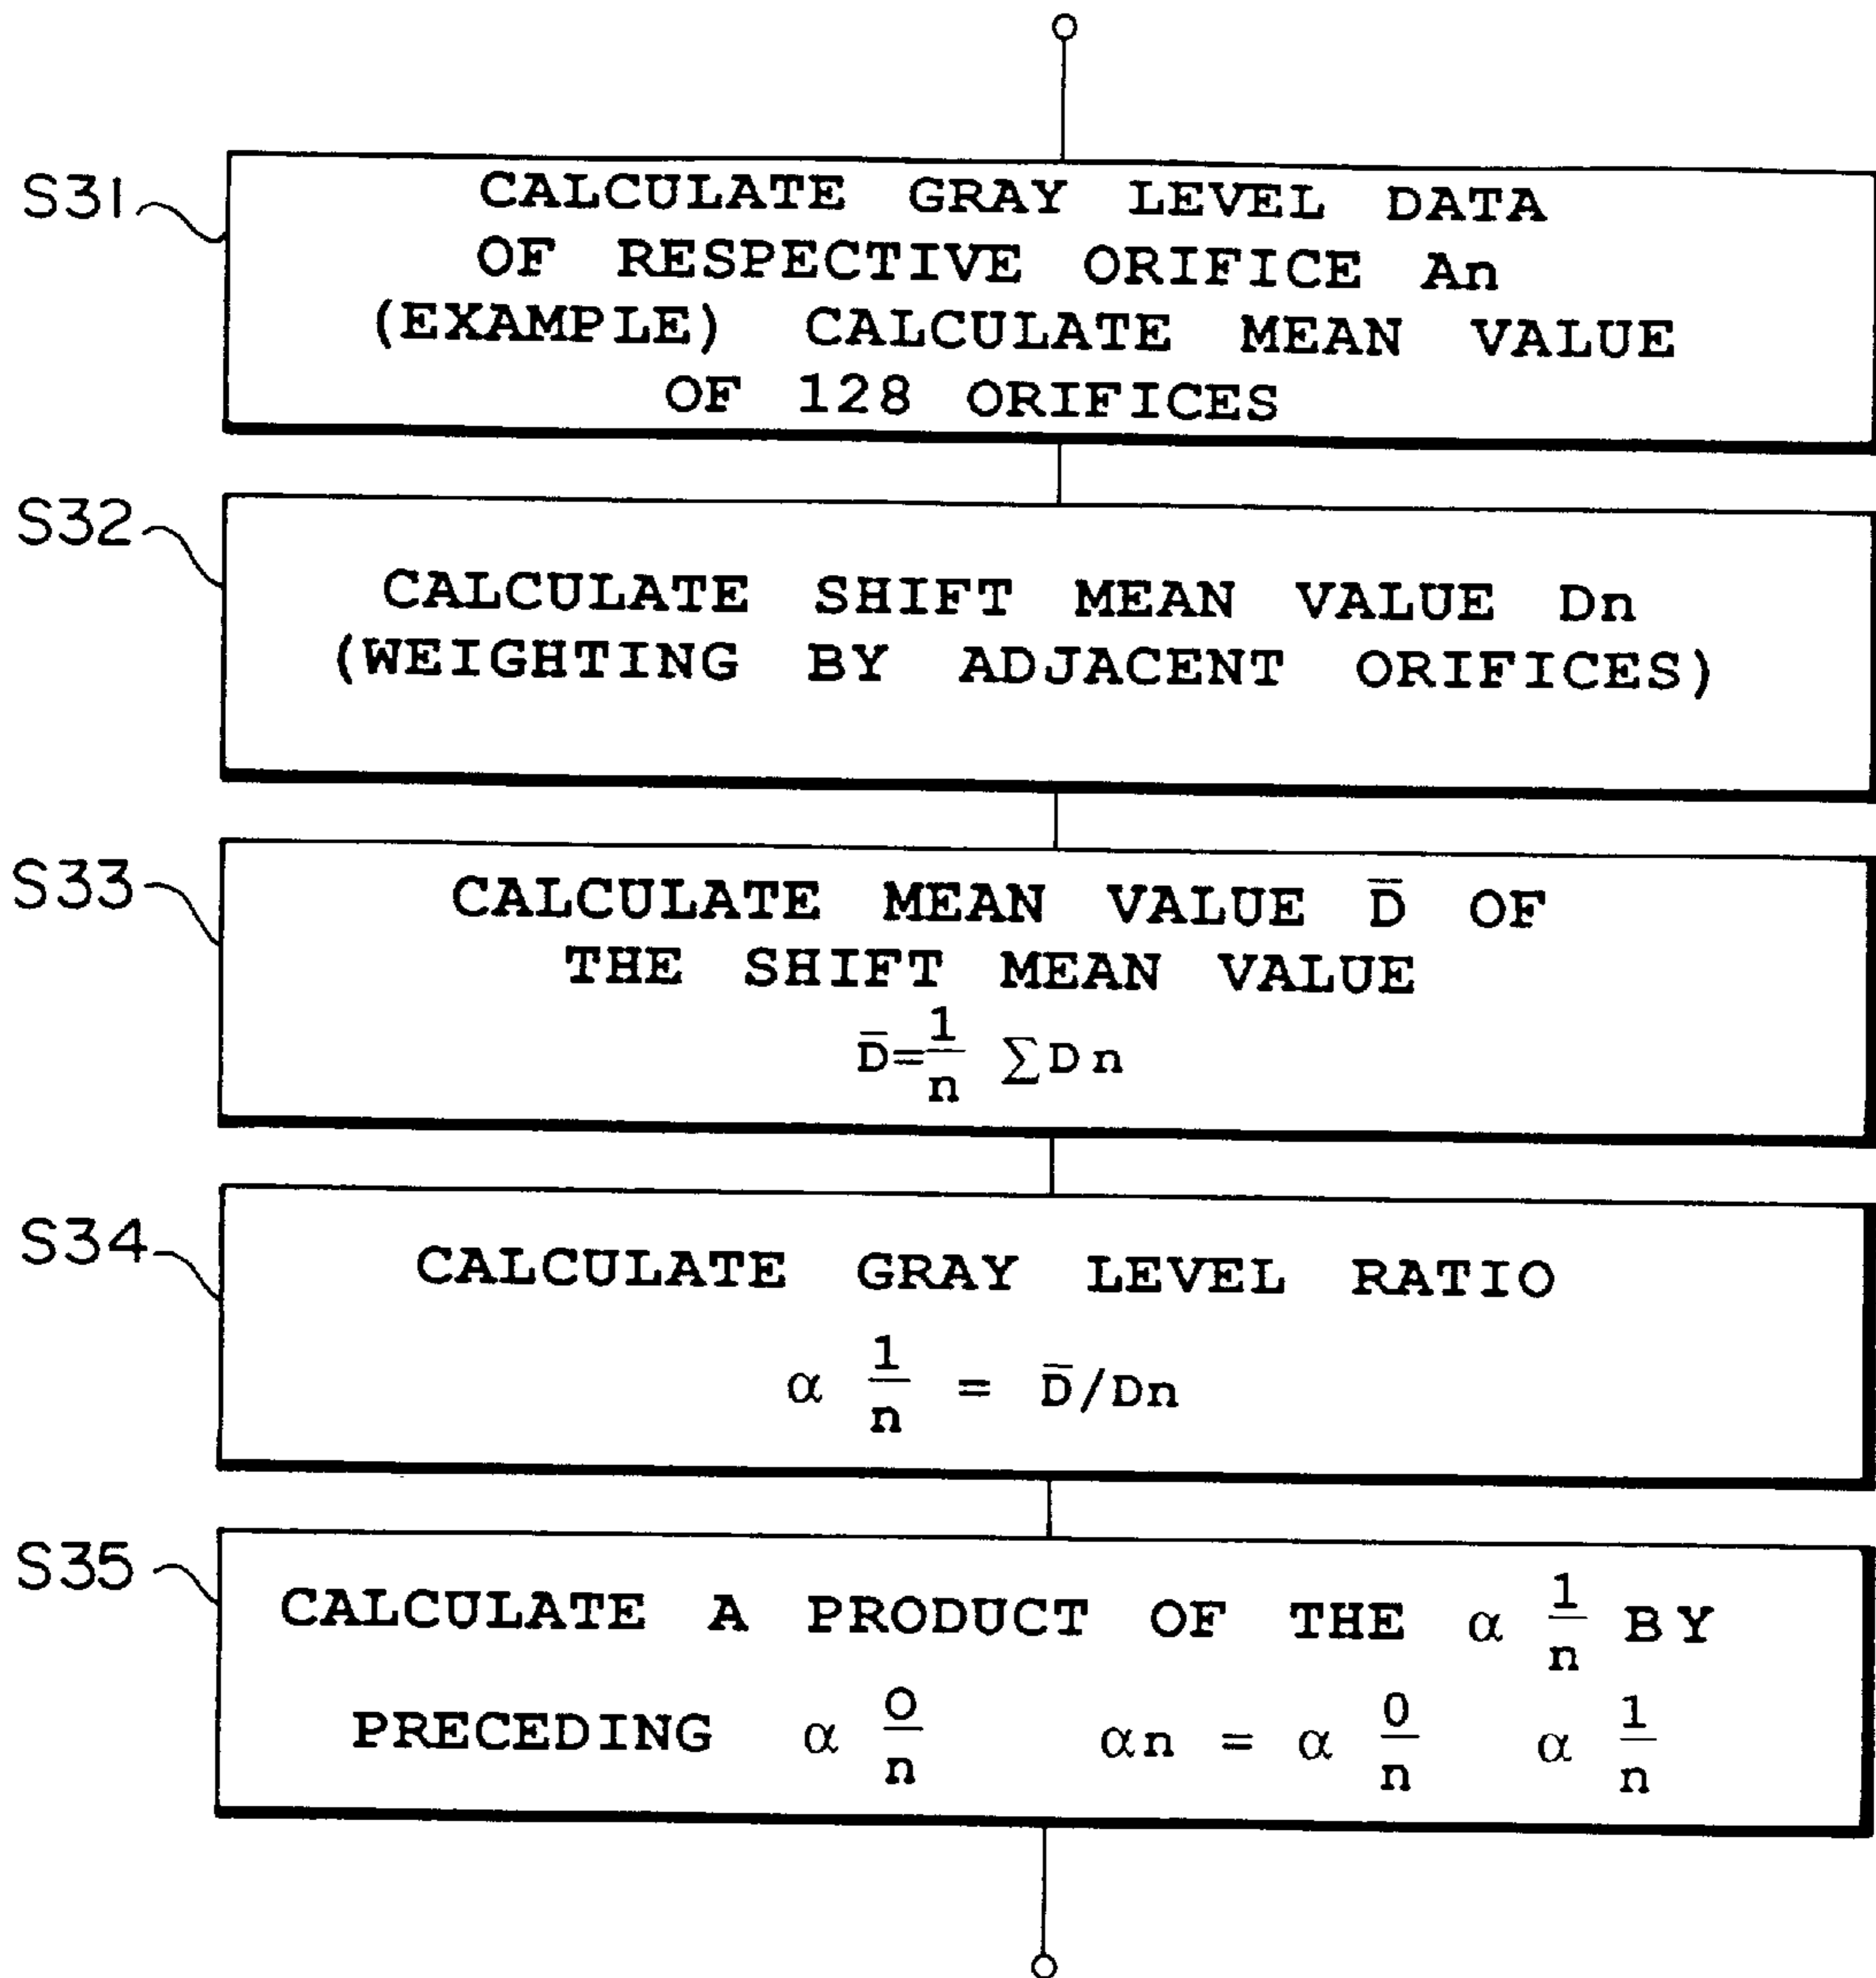 S31
CALCULATE GRAY LEVEL DATA
OF RESPECTIVE ORIFICE An
(EXAMPLE) CALCULATE MEAN VALUE
OF 128 ORIFICES
S32
CALCULATE SHIFT MEAN VALUE Dn
(WEIGHTING BY ADJACENT ORIFICES)
S33
CALCULATE MEAN VALUE D̄ OF
THE SHIFT MEAN VALUE
D̄=1/n ΣDn
S34
CALCULATE GRAY LEVEL RATIO
α 1/n = D̄/Dn
S35
CALCULATE A PRODUCT OF THE α 1/n BY
PRECEDING α 0/n αn = α 0/n α 1/n